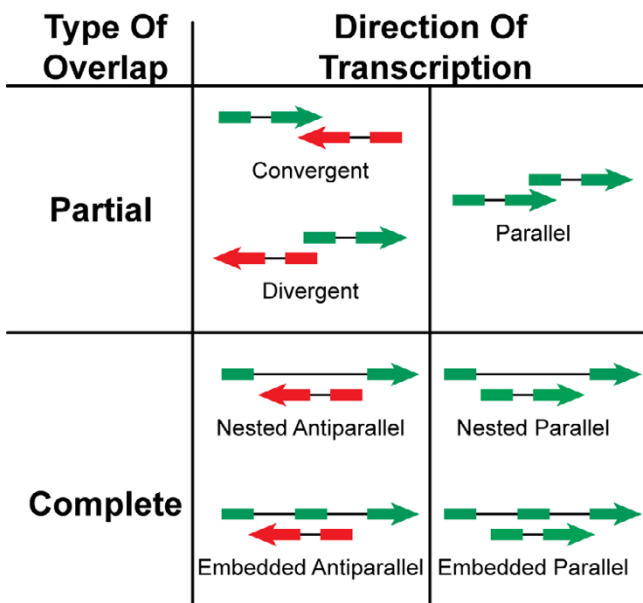 Type Of
Overlap
Direction Of
Transcription
Partial
Convergent
Divergent
Parallel
Complete
Nested Antiparallel
Nested Parallel
Embedded Antiparallel
Embedded Parallel